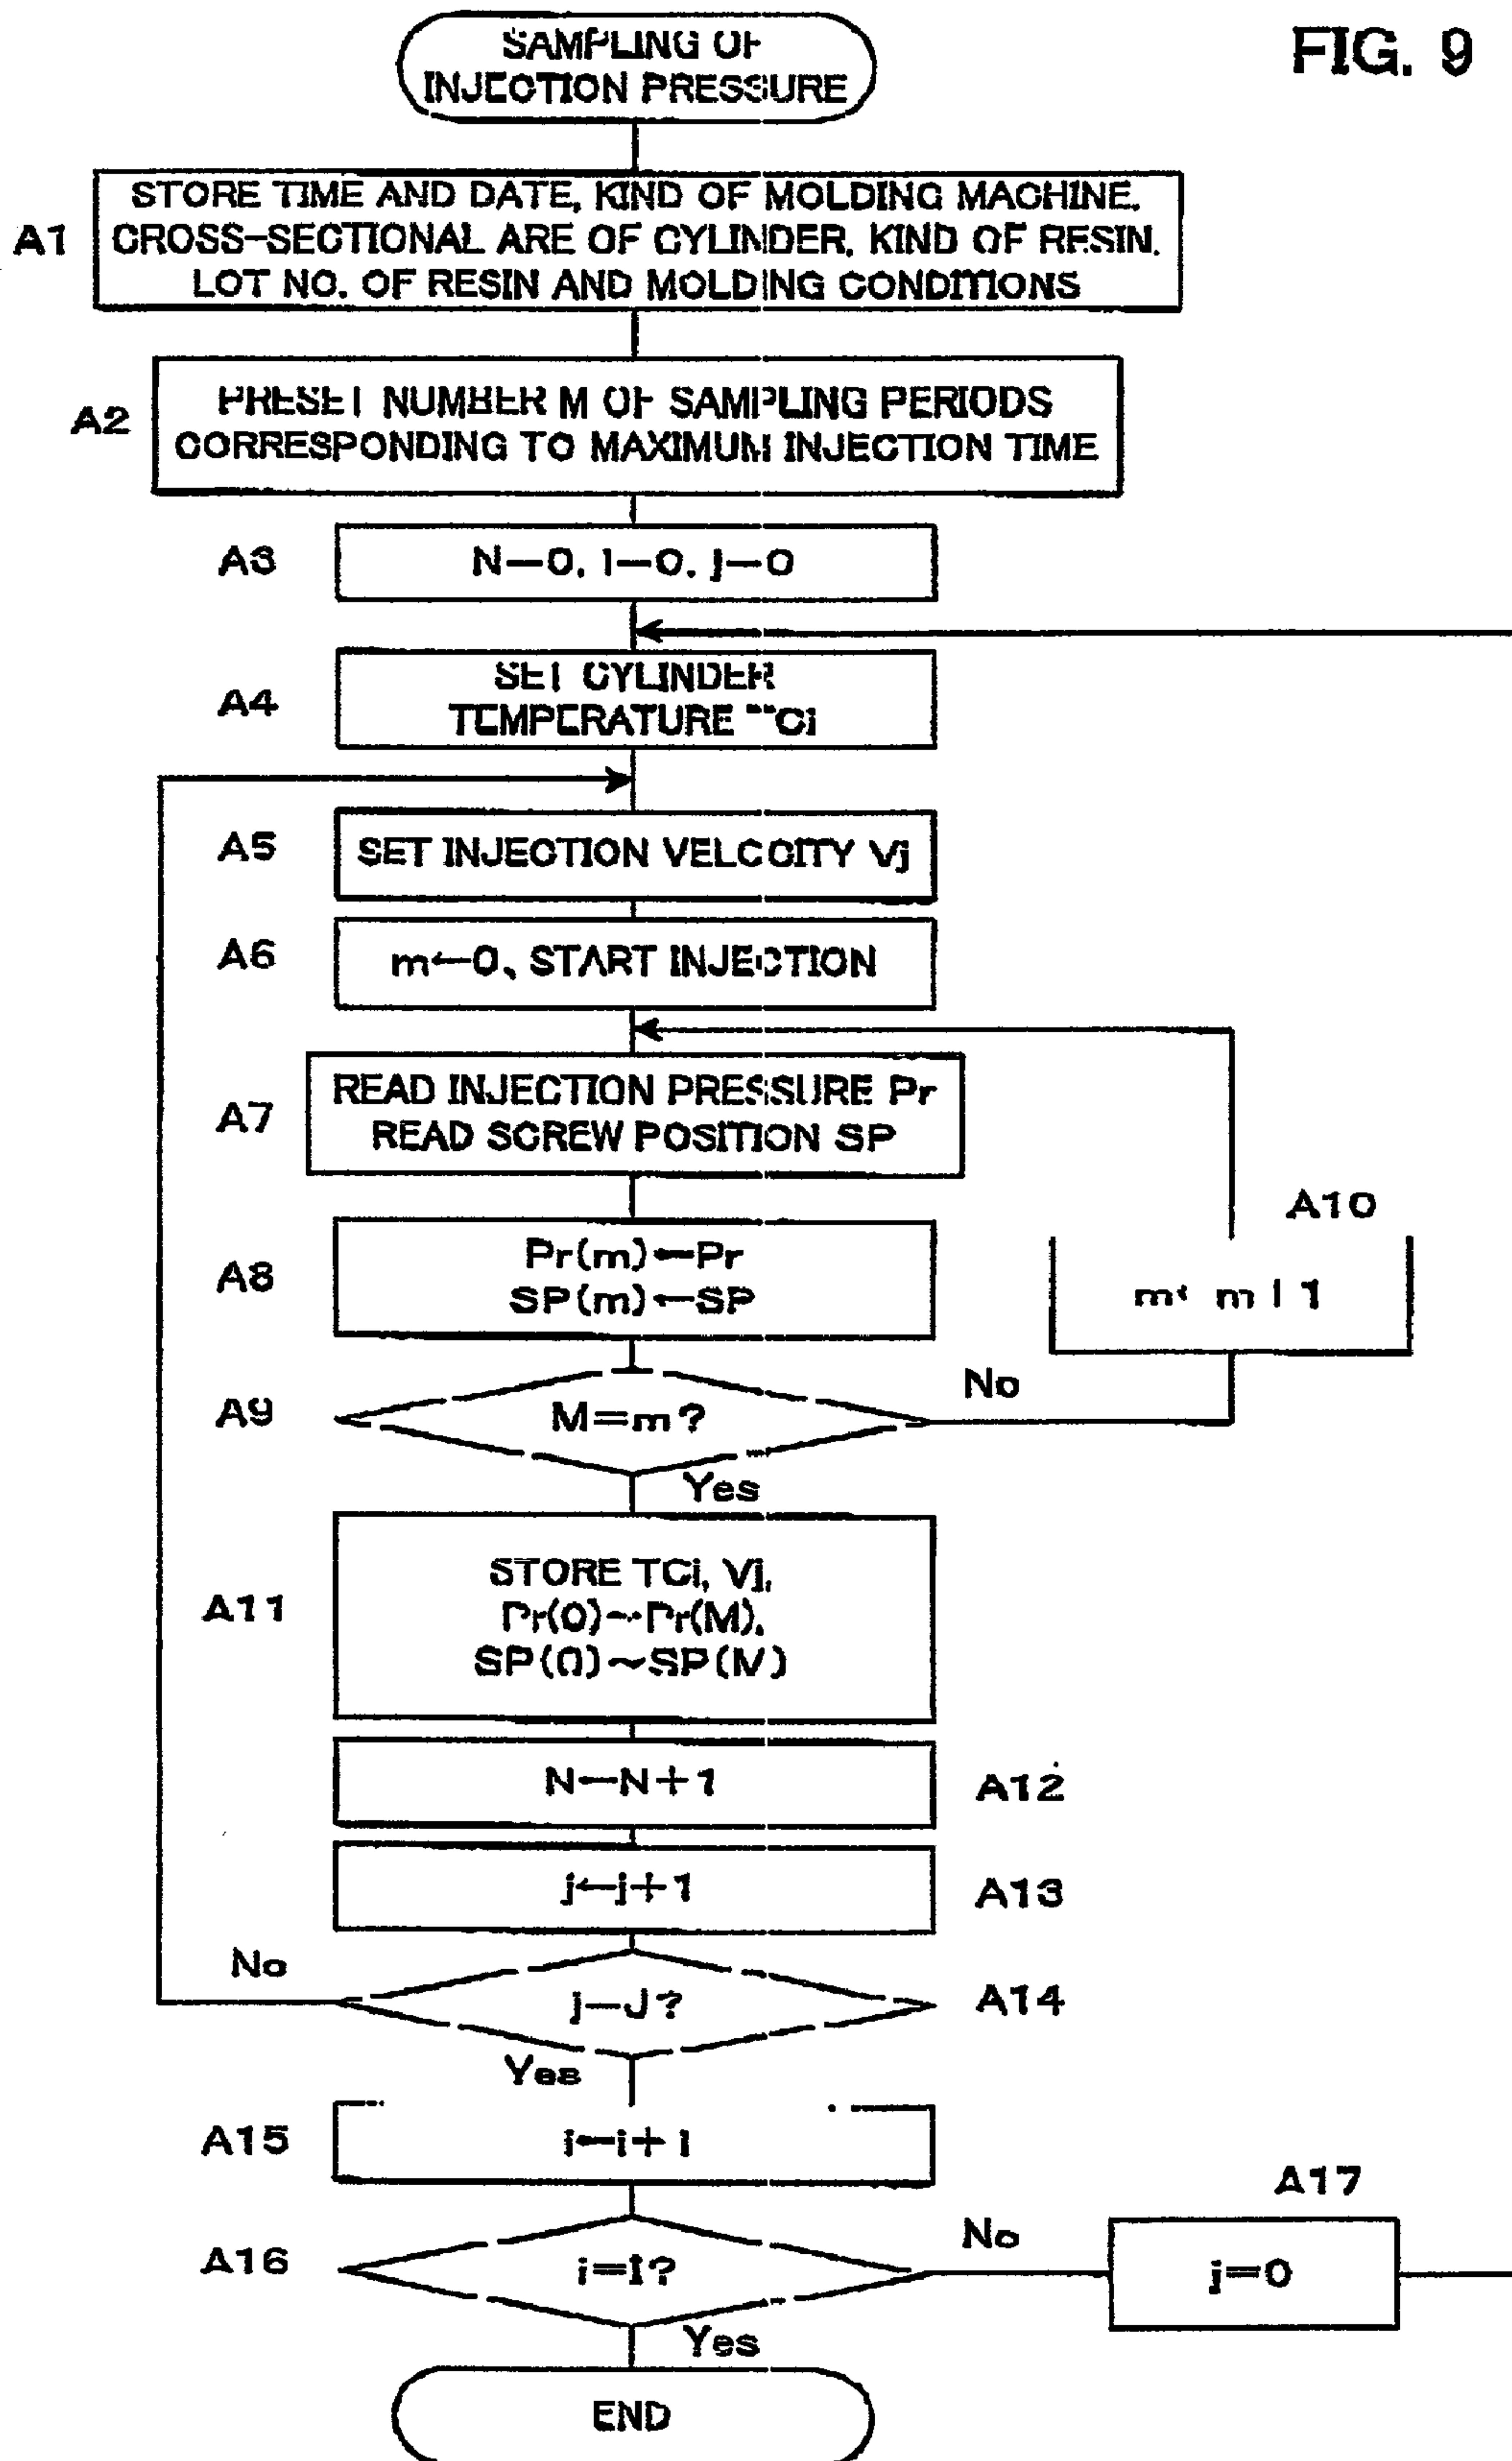 FIG. 9
SAMPLING OF
INJECTION PRESSURE
A1
STORE TIME AND DATE, KIND OF MOLDING MACHINE,
CROSS-SECTIONAL ARE OF CYLINDER, KIND OF RESIN,
LOT NO. OF RESIN AND MOLDING CONDITIONS
A2
PRESET NUMBER M OF SAMPLING PERIODS
CORRESPONDING TO MAXIMUM INJECTION TIME
A3
N←0, i←0, j←0
A4
SET CYLINDER
TEMPERATURE TCi
A5
SET INJECTION VELOCITY Vj
A6
m←0, START INJECTION
A7
READ INJECTION PRESSURE Pr
READ SCREW POSITION SP
A8
Pr(m)←Pr
SP(m)←SP
A10
m←m+1
A9
M=m?
No
Yes
A11
STORE TCi, Vj,
Pr(0)~Pr(M),
SP(0)~SP(M)
N←N+1
A12
j←j+1
A13
No
j=J?
A14
Yes
A15
i←i+1
A16
i=I?
No
A17
j=0
Yes
END